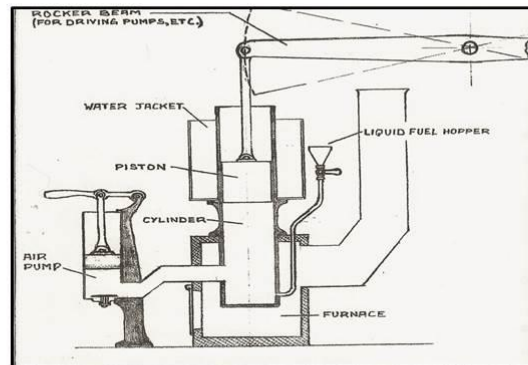 ROCKER BEAM
(FOR DRIVING PUMPS, ETC.)
WATER JACKET
LIQUID FUEL HOPPER
PISTON
CYLINDER
AIR
PUMP
FURNACE